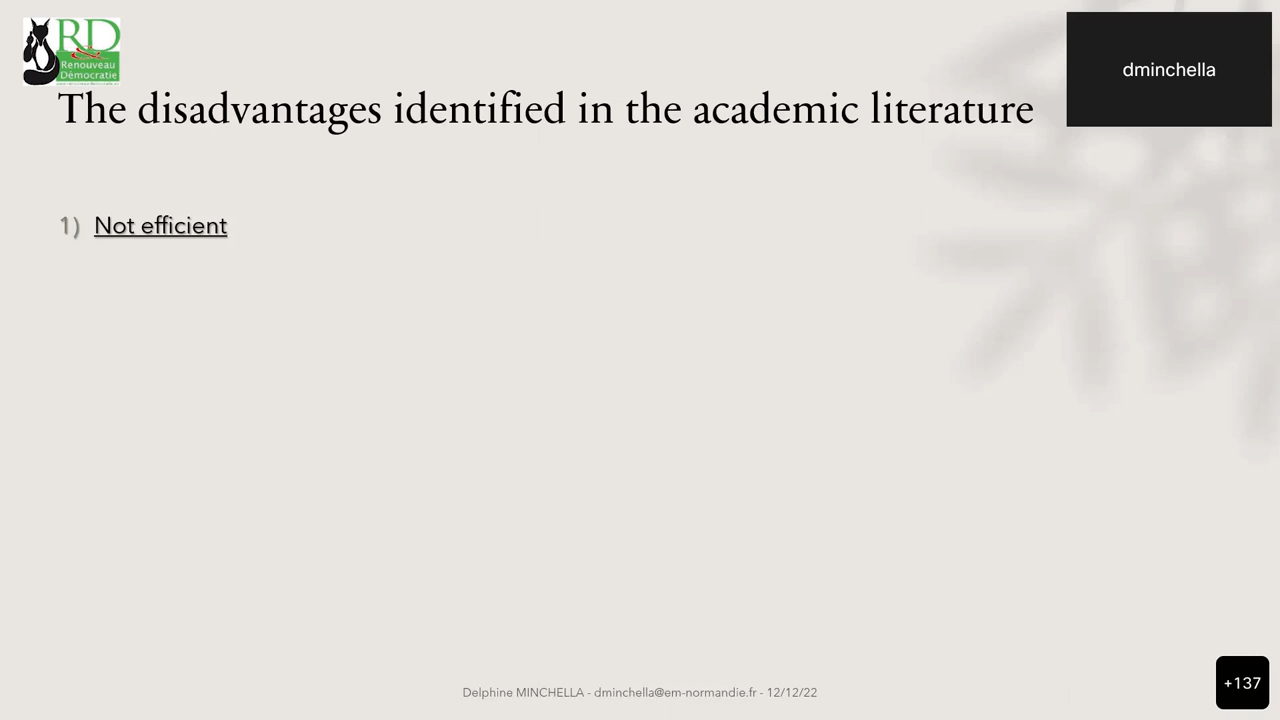 RD
Renouveau
Démocratie
dminchella
The disadvantages identified in the academic literature
1) Not efficient
Delphine MINCHELLA - dminchella@em-normandie.fr - 12/12/22
+137